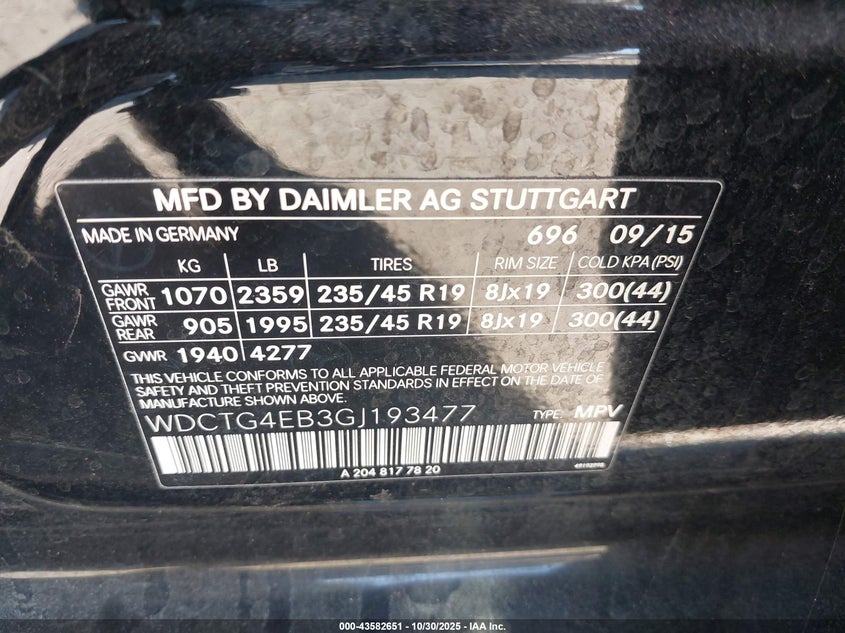 MFD BY DAIMLER AG STUTTGART
MADE IN GERMANY 696 09/15
KG LB TIRES RIM SIZE COLD KPA (PSI)
GAWR FRONT 1070 2359 235/45 R19 8Jx19 300(44)
GAWR REAR 905 1995 235/45 R19 8Jx19 300(44)
GVWR 1940 4277
THIS VEHICLE CONFORMS TO ALL APPLICABLE FEDERAL MOTOR VEHICLE
SAFETY AND THEFT PREVENTION STANDARDS IN EFFECT ON THE DATE OF
MANUFACTURE SHOWN ABOVE.
WDCTG4EB3GJ193477 TYPE: MPV
A 204 817 78 20
000-43582651 - 10/30/2025 - IAA Inc.